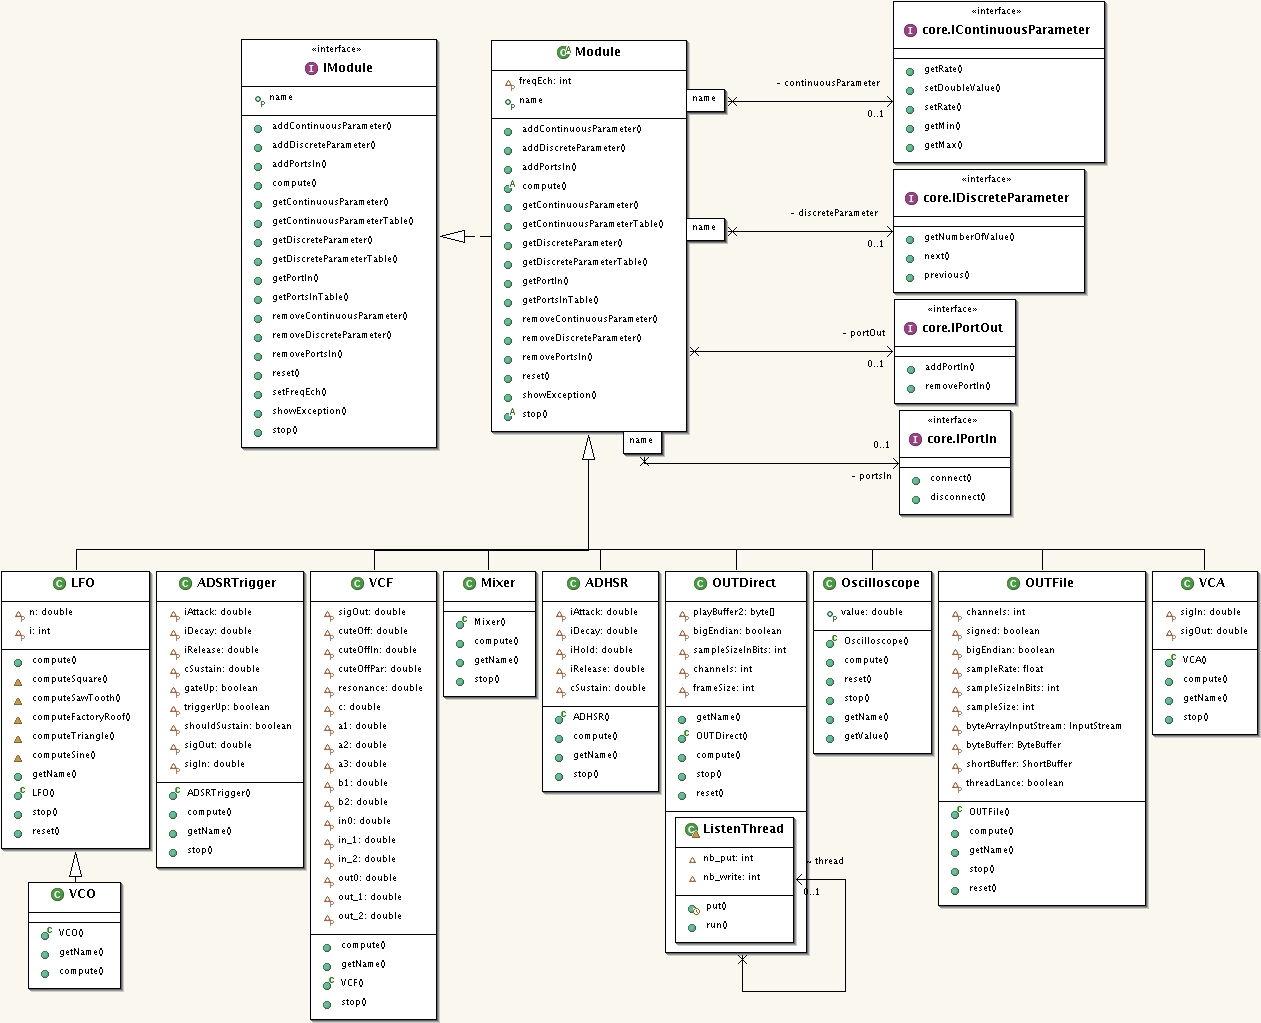 «interface»
IModule
name
addContinuousParameter()
addDiscreteParameter()
addPortsIn()
compute()
getContinuousParameter()
getContinuousParameterTable()
getDiscreteParameter()
getDiscreteParameterTable()
getPortIn()
getPortsInTable()
removeContinuousParameter()
removeDiscreteParameter()
removePortsIn()
reset()
setFreqEch()
showException()
stop()
Module
freqEch: int
name
addContinuousParameter()
addDiscreteParameter()
addPortsIn()
compute()
getContinuousParameter()
getContinuousParameterTable()
getDiscreteParameter()
getDiscreteParameterTable()
getPortIn()
getPortsInTable()
removeContinuousParameter()
removeDiscreteParameter()
removePortsIn()
reset()
showException()
stop()
name
- continuousParameter
0..1
name
- discreteParameter
0..1
- portOut
0..1
name
0..1
- portsIn
«interface»
core.IContinuousParameter
getRate()
setDoubleValue()
setRate()
getMin()
getMax()
«interface»
core.IDiscreteParameter
getNumberOfValue()
next()
previous()
«interface»
core.IPortOut
addPortIn()
removePortIn()
«interface»
core.IPortIn
connect()
disconnect()
LFO
n: double
i: int
compute()
computeSquare()
computeSawTooth()
computeFactoryRoof()
computeTriangle()
computeSine()
getName()
LFO()
stop()
reset()
VCO
VCO()
getName()
compute()
ADSRTrigger
iAttack: double
iDecay: double
iRelease: double
cSustain: double
gateUp: boolean
triggerUp: boolean
shouldSustain: boolean
sigOut: double
sigIn: double
ADSRTrigger()
compute()
getName()
stop()
VCF
sigOut: double
cuteOff: double
cuteOffIn: double
cuteOffPar: double
resonance: double
c: double
a1: double
a2: double
a3: double
b1: double
b2: double
in0: double
in_1: double
in_2: double
out0: double
out_1: double
out_2: double
compute()
getName()
VCF()
stop()
Mixer
Mixer()
compute()
getName()
stop()
ADHSR
iAttack: double
iDecay: double
iHold: double
iRelease: double
cSustain: double
ADHSR()
compute()
getName()
stop()
OUTDirect
playBuffer2: byte[]
bigEndian: boolean
sampleSizeInBits: int
channels: int
frameSize: int
getName()
OUTDirect()
compute()
stop()
reset()
ListenThread
nb_put: int
nb_write: int
put()
run()
~ thread
0..1
Oscilloscope
value: double
Oscilloscope()
compute()
reset()
stop()
getName()
getValue()
OUTFile
channels: int
signed: boolean
bigEndian: boolean
sampleRate: float
sampleSizeInBits: int
sampleSize: int
byteArrayInputStream: InputStream
byteBuffer: ByteBuffer
shortBuffer: ShortBuffer
threadLance: boolean
OUTFile()
compute()
getName()
stop()
reset()
VCA
sigIn: double
sigOut: double
VCA()
compute()
getName()
stop()